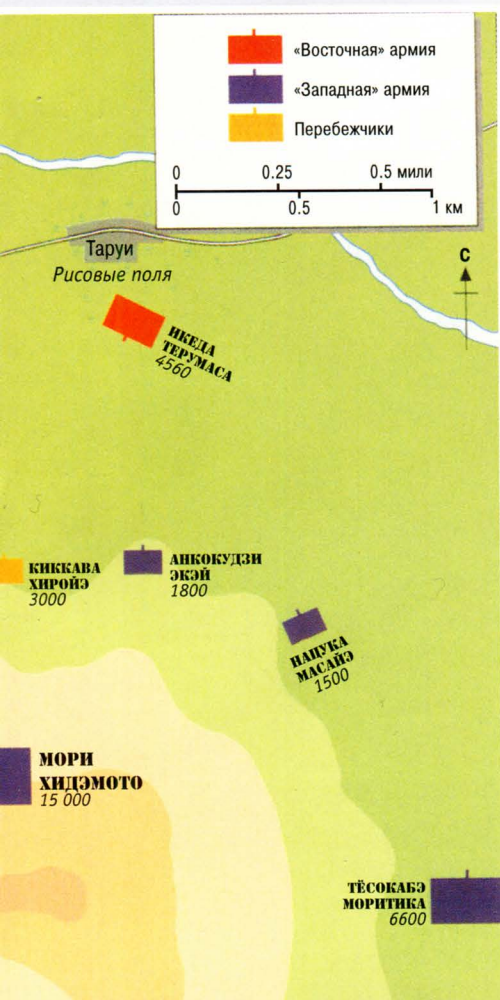 «Восточная» армия
«Западная» армия
Перебежчики
0 0.25 0.5 мили
0 0.5 1 км
С
Таруи
Рисовые поля
ИКЕДА
ТЕРУМАСА
4560
КИККАВА
ХИРОЙЭ
3000
АНКОКУДЗИ
ЭКЭЙ
1800
НАЦУКА
МАСАЙЭ
1500
МОРИ
ХИДЭМОТО
15 000
ТЁСОКАБЭ
МОРИТИКА
6600